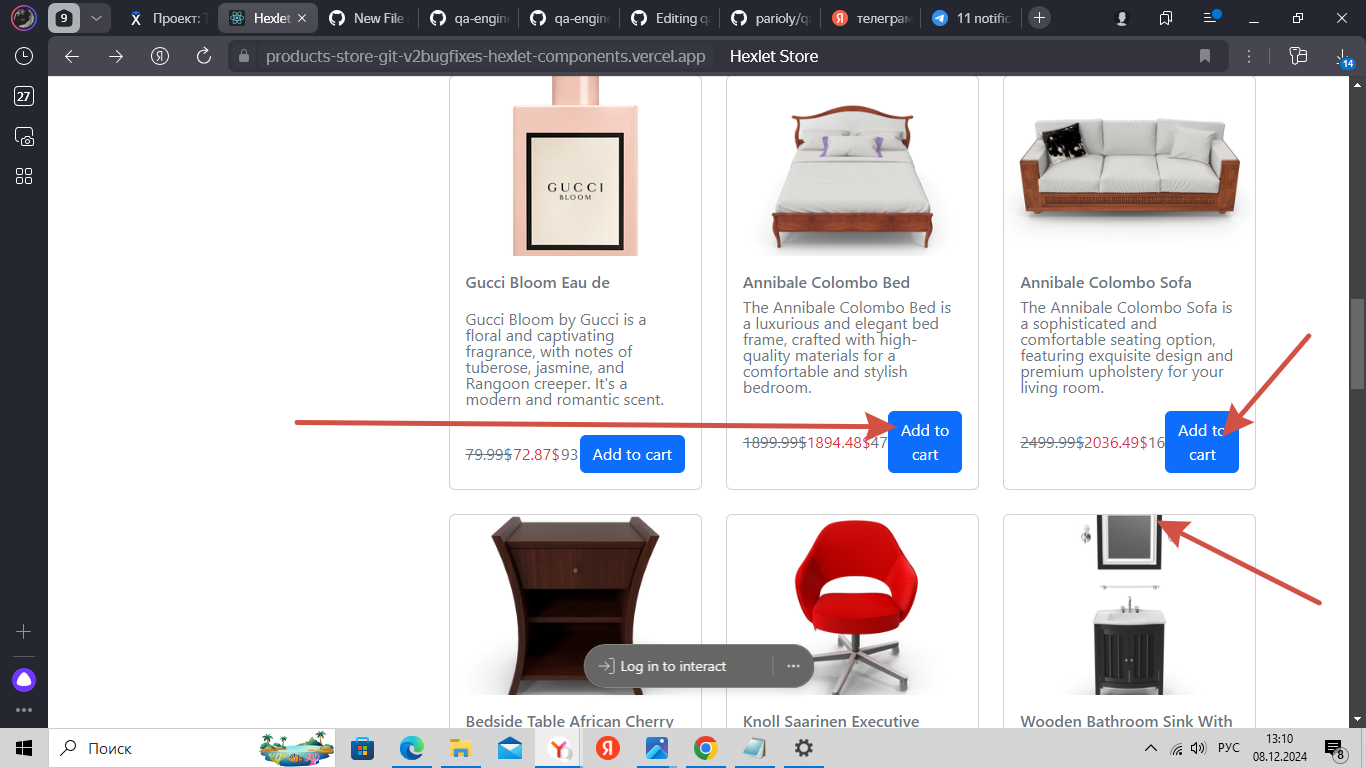 9
Проект: Т
Hexlet
New File
qa-engine
qa-engine
Editing qa
parioly/qa
телеграм
11 notific
products-store-git-v2bugfixes-hexlet-components.vercel.app
Hexlet Store
14
27
GUCCI
BLOOM
Gucci Bloom Eau de
Gucci Bloom by Gucci is a
floral and captivating
fragrance, with notes of
tuberose, jasmine, and
Rangoon creeper. It's a
modern and romantic scent.
79.99$72.87$93
Add to cart
Annibale Colombo Bed
The Annibale Colombo Bed is
a luxurious and elegant bed
frame, crafted with high-
quality materials for a
comfortable and stylish
bedroom.
1899.99$1894.48$47
Add to
cart
Annibale Colombo Sofa
The Annibale Colombo Sofa is
a sophisticated and
comfortable seating option,
featuring exquisite design and
premium upholstery for your
living room.
2499.99$2036.49$16
Add to
cart
Log in to interact
Bedside Table African Cherry
Knoll Saarinen Executive
Wooden Bathroom Sink With
Поиск
РУС
13:10
08.12.2024
8